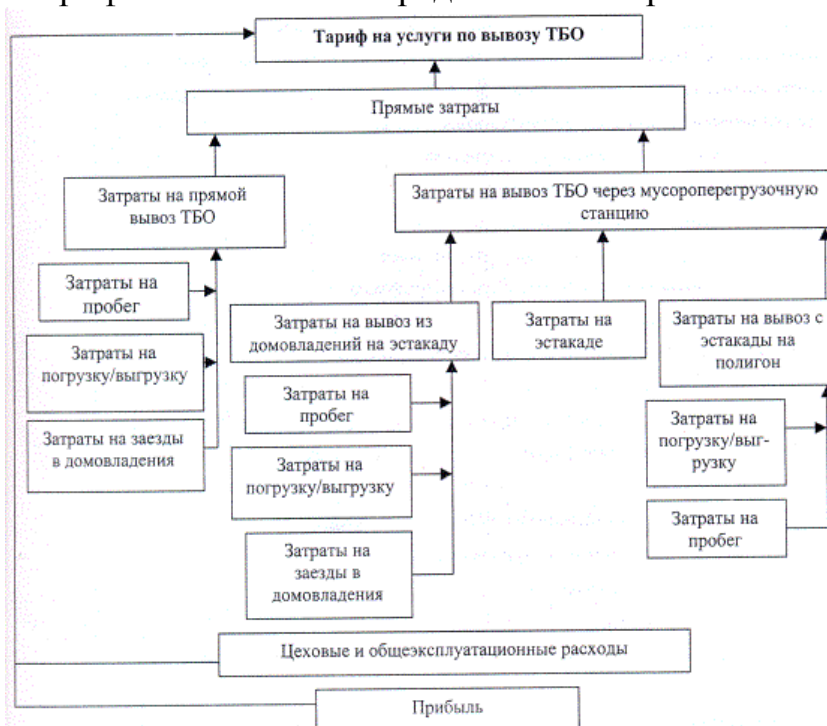 Тариф на услуги по вывозу ТБО
Прямые затраты
Затраты на прямой
вывоз ТБО
Затраты на вывоз ТБО через мусороперегрузочную
станцию
Затраты на
пробег
Затраты на
погрузку/выгрузку
Затраты на заезды
в домовладения
Затраты на вывоз из
домовладений на эстакаду
Затраты на
эстакаде
Затраты на вывоз с
эстакады на
полигон
Затраты на
пробег
Затраты на
погрузку/выгрузку
Затраты на
заезды в
домовладения
Затраты на
погрузку/выг-
рузку
Затраты на
пробег
Цеховые и общеэксплуатационные расходы
Прибыль